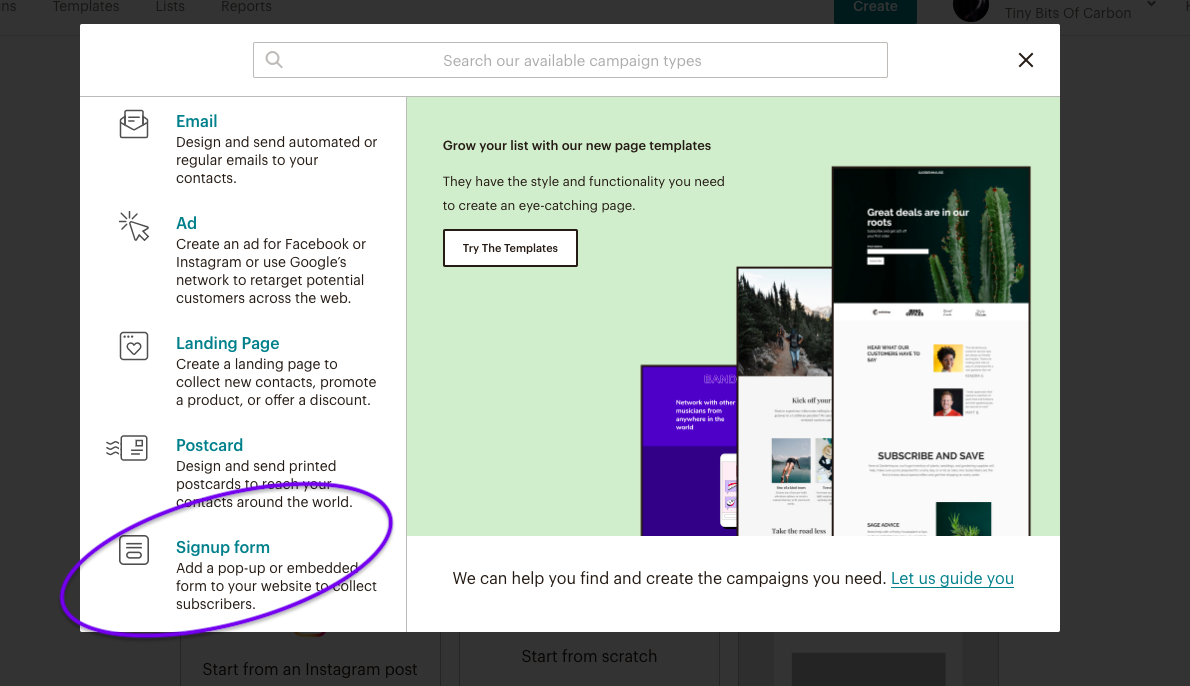 ns Templates Lists Reports Create Tiny Bits Of Carbon
Search our available campaign types
Email
Design and send automated or
regular emails to your
contacts.
Ad
Create an ad for Facebook or
Instagram or use Google’s
network to retarget potential
customers across the web.
Landing Page
Create a landing page to
collect new contacts, promote
a product, or offer a discount.
Postcard
Design and send printed
postcards to reach your
contacts around the world.
Signup form
Add a pop-up or embedded
form to your website to collect
subscribers.
Grow your list with our new page templates
They have the style and functionality you need
to create an eye-catching page.
Try The Templates
Great deals are in our
roots
HEAR WHAT OUR
CUSTOMERS HAVE TO
SAY
SUBSCRIBE AND SAVE
SAGE ADVICE
Kick off your
Take the road less
BAND
Network with other
musicians from
anywhere in the
world
We can help you find and create the campaigns you need. Let us guide you
Start from an Instagram post
Start from scratch